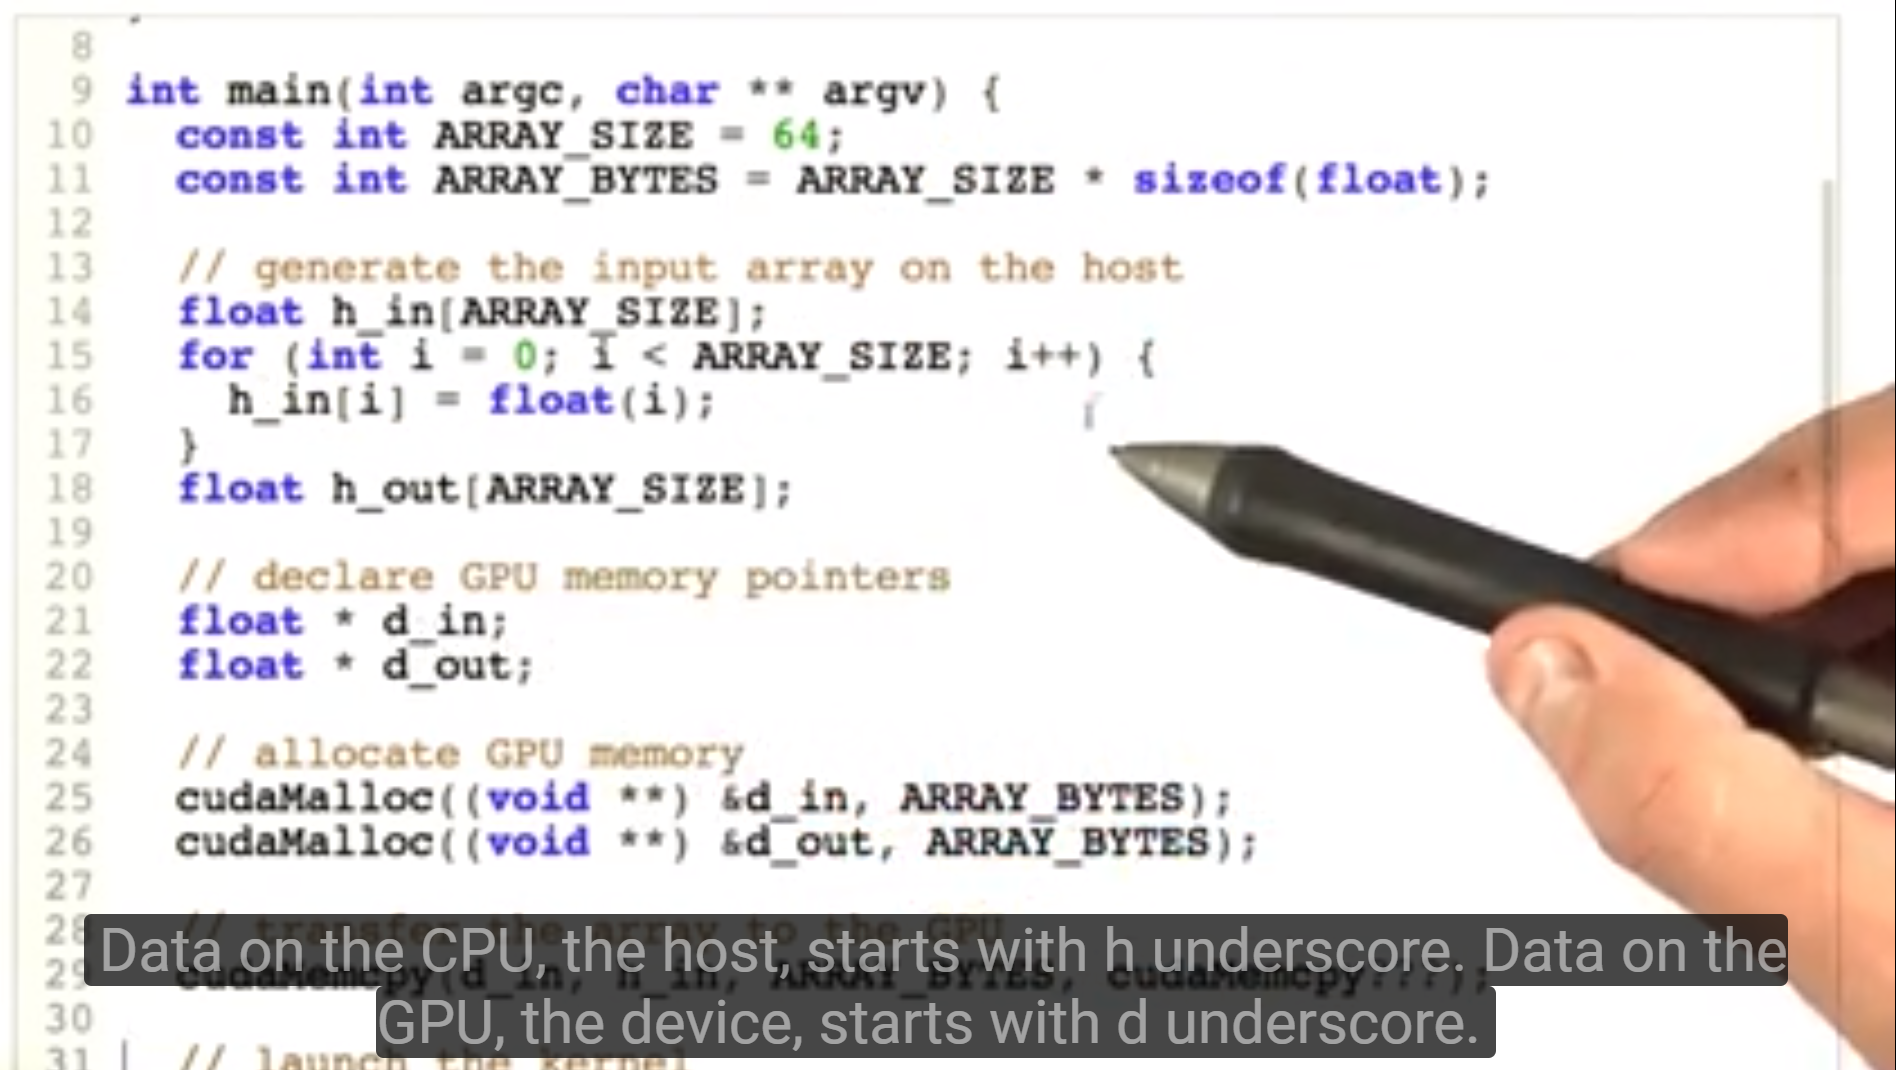 8
9 int main(int argc, char ** argv) {
10 const int ARRAY_SIZE = 64;
11 const int ARRAY_BYTES = ARRAY_SIZE * sizeof(float);
12
13 // generate the input array on the host
14 float h_in[ARRAY_SIZE];
15 for (int i = 0; i < ARRAY_SIZE; i++) {
16 h_in[i] = float(i);
17 }
18 float h_out[ARRAY_SIZE];
19
20 // declare GPU memory pointers
21 float * d_in;
22 float * d_out;
23
24 // allocate GPU memory
25 cudaMalloc((void **) &d_in, ARRAY_BYTES);
26 cudaMalloc((void **) &d_out, ARRAY_BYTES);
27
28 // transfer the array to the GPU
29 cudaMemcpy(d_in, h_in, ARRAY_BYTES, cudaMemcpy???);
30
31 // launch the kernel
Data on the CPU, the host, starts with h underscore. Data on the
GPU, the device, starts with d underscore.